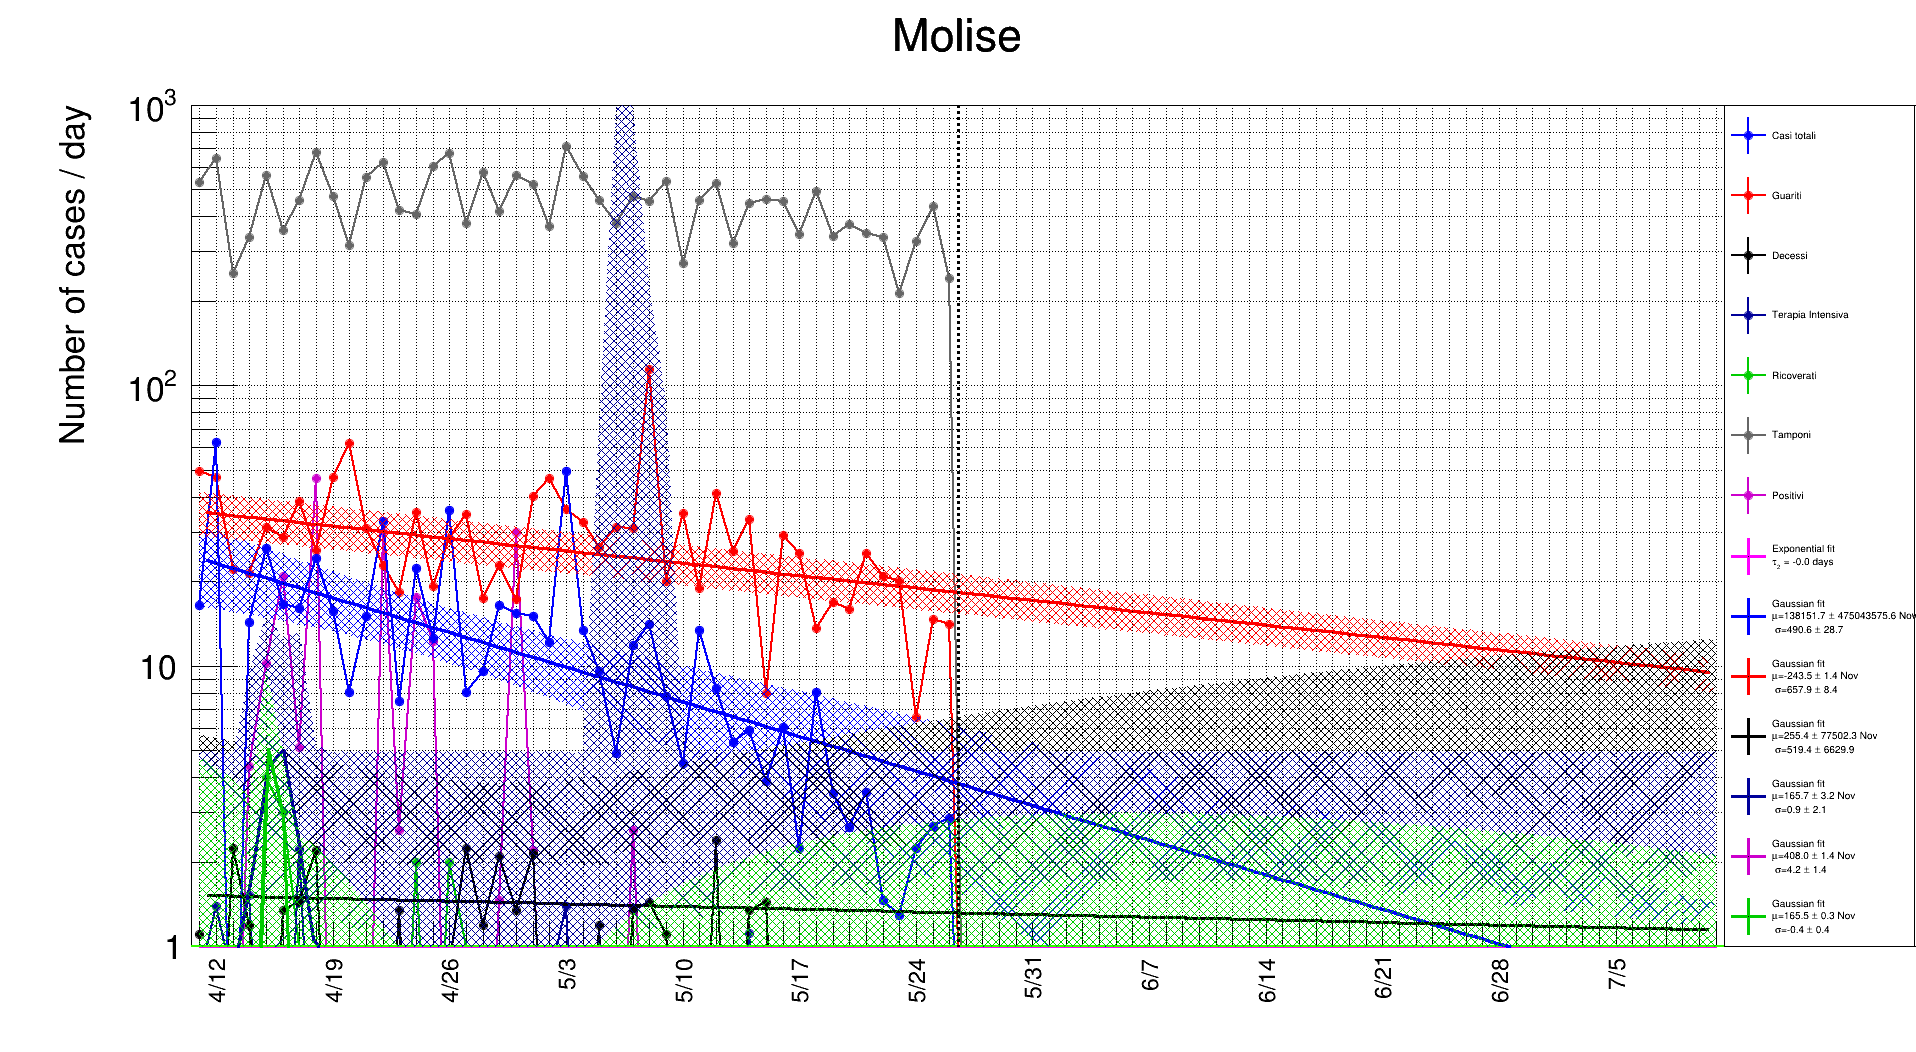 Molise
Number of cases / day
10³
10²
10
1
4/12
4/19
4/26
5/3
5/10
5/17
5/24
5/31
6/7
6/14
6/21
6/28
7/5
Casi totali
Guariti
Decessi
Terapia Intensiva
Ricoverati
Tamponi
Positivi
Exponential fit
τ₂ = -0.0 days
Gaussian fit
μ=138151.7 ± 475043575.6 Nov
σ=490.6 ± 28.7
Gaussian fit
μ=-243.5 ± 1.4 Nov
σ=657.9 ± 8.4
Gaussian fit
μ=255.4 ± 77502.3 Nov
σ=519.4 ± 6629.9
Gaussian fit
μ=165.7 ± 3.2 Nov
σ=0.9 ± 2.1
Gaussian fit
μ=408.0 ± 1.4 Nov
σ=4.2 ± 1.4
Gaussian fit
μ=165.5 ± 0.3 Nov
σ=-0.4 ± 0.4